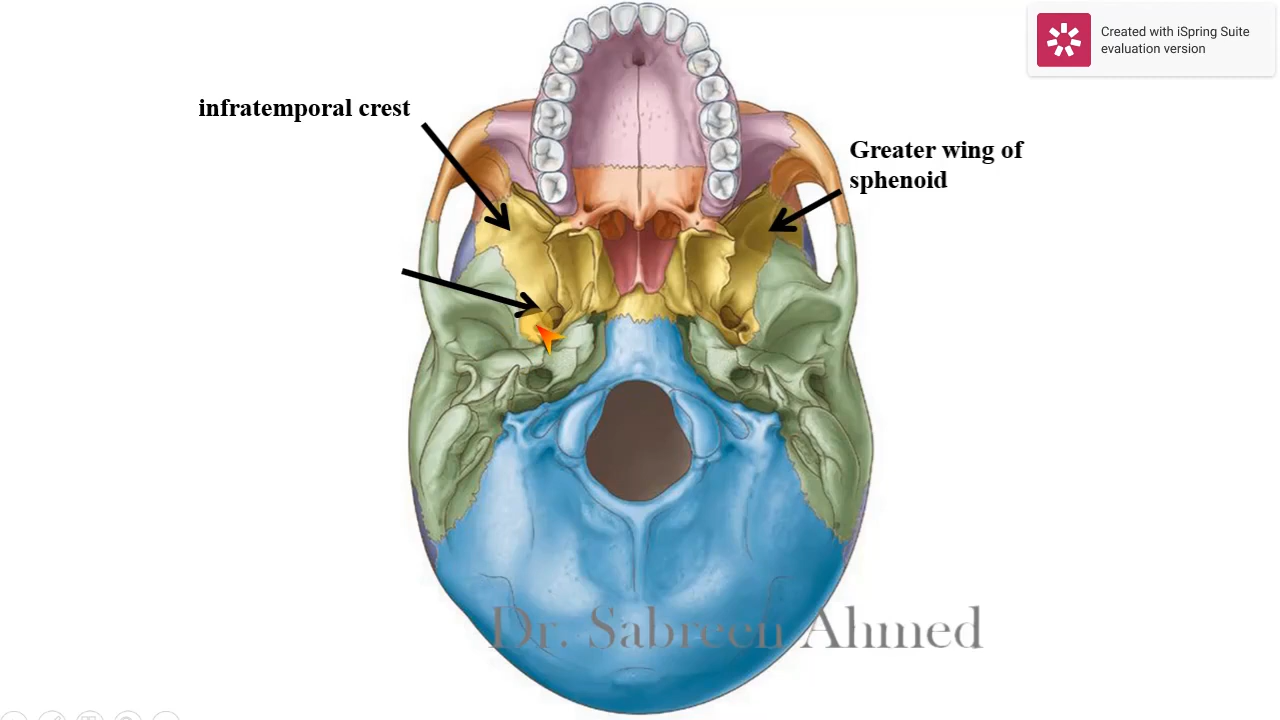 Created with iSpring Suite
evaluation version
infratemporal crest
Greater wing of
sphenoid
Dr. Sabreen Ahmed